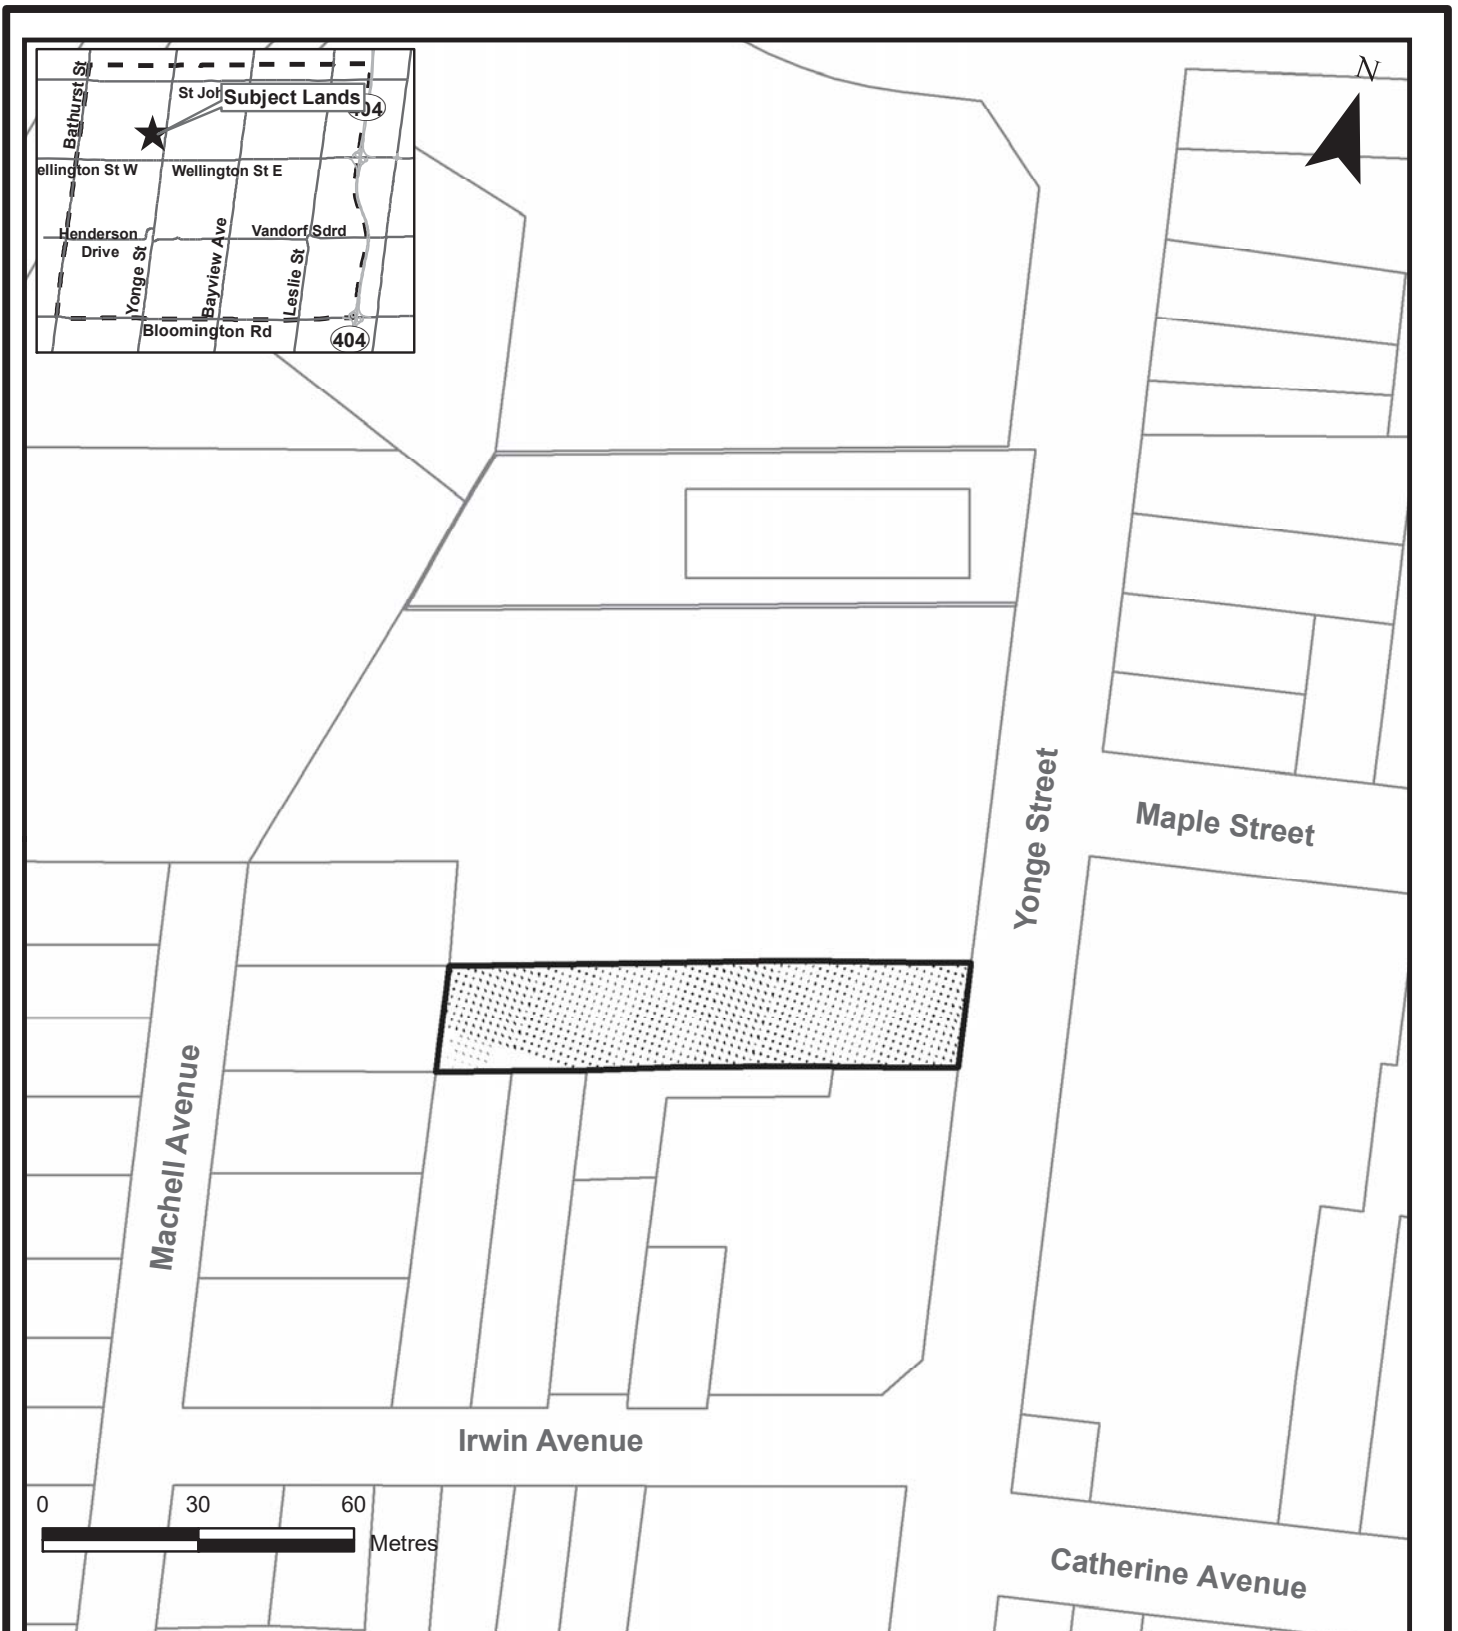 N
Bathurst St
St Joh
Subject Lands
404
ellington St W
Wellington St E
Henderson
Drive
Vandorf Sdrd
Yonge St
Bayview Ave
Leslie St
Bloomington Rd
404
Yonge Street
Maple Street
Machell Avenue
Irwin Avenue
0 30 60
Metres
Catherine Avenue